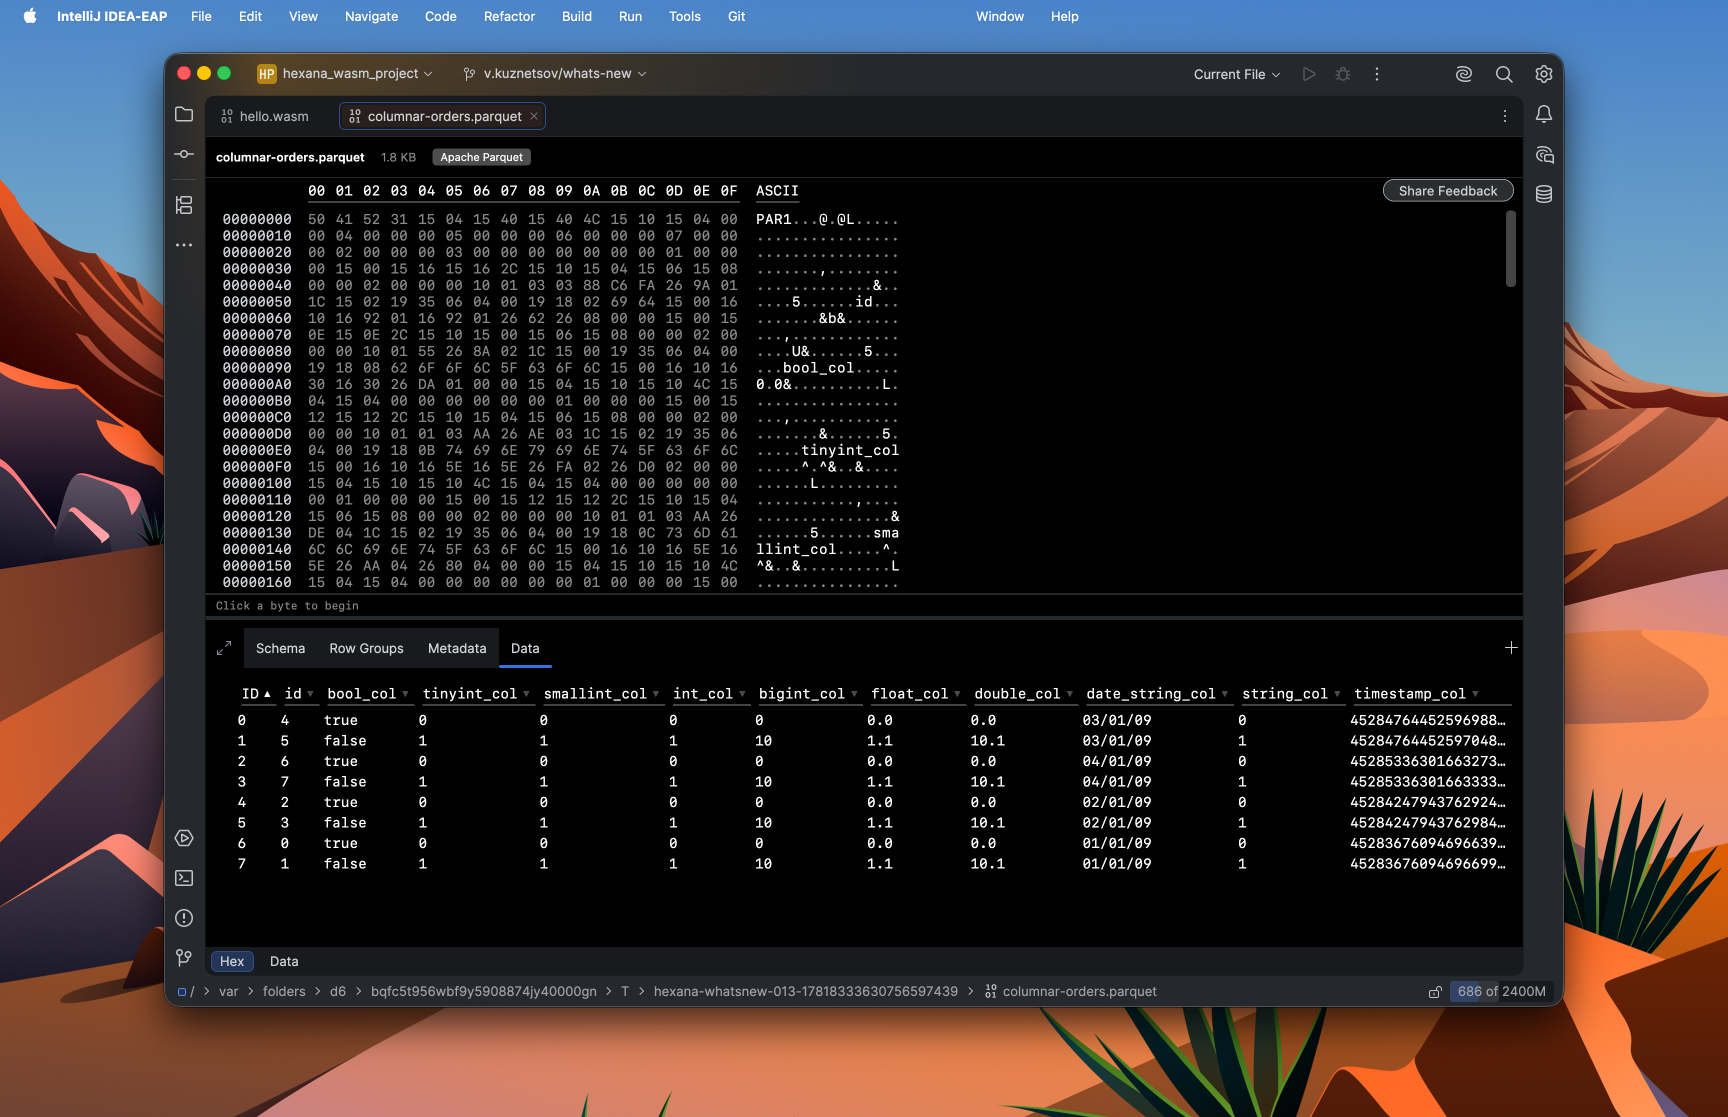 IntelliJ IDEA-EAP File Edit View Navigate Code Refactor Build Run Tools Git Window Help
HP hexana_wasm_project v.kuznetsov/whats-new Current File
hello.wasm columnar-orders.parquet
columnar-orders.parquet 1.8 KB Apache Parquet
00 01 02 03 04 05 06 07 08 09 0A 0B 0C 0D 0E 0F ASCII
Share Feedback
00000000 50 41 52 31 15 04 15 40 15 40 4C 15 10 15 04 00 PAR1...@.@L.....
00000010 00 04 00 00 00 05 00 00 00 06 00 00 00 07 00 00 ................
00000020 00 02 00 00 00 03 00 00 00 00 00 00 00 01 00 00 ................
00000030 00 15 00 15 16 15 16 2C 15 10 15 04 15 06 15 08 .......,........
00000040 00 00 02 00 00 00 10 01 03 03 88 C6 FA 26 9A 01 .............&..
00000050 1C 15 02 19 35 06 04 00 19 18 02 69 64 15 00 16 ....5......id...
00000060 10 16 92 01 16 92 01 26 62 26 08 00 00 15 00 15 .......&b&......
00000070 0E 15 0E 2C 15 10 15 00 15 06 15 08 00 00 02 00 ...,............
00000080 00 00 10 01 55 26 8A 02 1C 15 00 19 35 06 04 00 ....U&......5...
00000090 19 18 08 62 6F 6F 6C 5F 63 6F 6C 15 00 16 10 16 ...bool_col.....
000000A0 30 16 30 26 DA 01 00 00 15 04 15 10 15 10 4C 15 0.0&..........L.
000000B0 04 15 04 00 00 00 00 00 00 01 00 00 00 15 00 15 ................
000000C0 12 15 12 2C 15 10 15 04 15 06 15 08 00 00 02 00 ...,............
000000D0 00 00 10 01 01 03 AA 26 AE 03 1C 15 02 19 35 06 .......&......5.
000000E0 04 00 19 18 0B 74 69 6E 79 69 6E 74 5F 63 6F 6C .....tinyint_col
000000F0 15 00 16 10 16 5E 16 5E 26 FA 02 26 D0 02 00 00 .....^.^&..&....
00000100 15 04 15 10 15 10 4C 15 04 15 04 00 00 00 00 00 ......L.........
00000110 00 01 00 00 00 15 00 15 12 15 12 2C 15 10 15 04 ...........,....
00000120 15 06 15 08 00 00 02 00 00 00 10 01 01 03 AA 26 ...............&
00000130 DE 04 1C 15 02 19 35 06 04 00 19 18 0C 73 6D 61 ......5......sma
00000140 6C 6C 69 6E 74 5F 63 6F 6C 15 00 16 10 16 5E 16 llint_col.....^.
00000150 5E 26 AA 04 26 80 04 00 00 15 04 15 10 15 10 4C ^&..&..........L
00000160 15 04 15 04 00 00 00 00 00 00 01 00 00 00 15 00 ................
Click a byte to begin
Schema Row Groups Metadata Data
ID id bool_col tinyint_col smallint_col int_col bigint_col float_col double_col date_string_col string_col timestamp_col
0 4 true 0 0 0 0 0.0 0.0 03/01/09 0 45284764452596988…
1 5 false 1 1 1 10 1.1 10.1 03/01/09 1 45284764452597048…
2 6 true 0 0 0 0 0.0 0.0 04/01/09 0 45285336301663273…
3 7 false 1 1 1 10 1.1 10.1 04/01/09 1 45285336301663333…
4 2 true 0 0 0 0 0.0 0.0 02/01/09 0 45284247943762924…
5 3 false 1 1 1 10 1.1 10.1 02/01/09 1 45284247943762984…
6 0 true 0 0 0 0 0.0 0.0 01/01/09 0 45283676094696639…
7 1 false 1 1 1 10 1.1 10.1 01/01/09 1 45283676094696699…
Hex Data
/ > var > folders > d6 > bqfc5t956wbf9y5908874jy40000gn > T > hexana-whatsnew-013-17818333630756597439 > columnar-orders.parquet 686 of 2400M